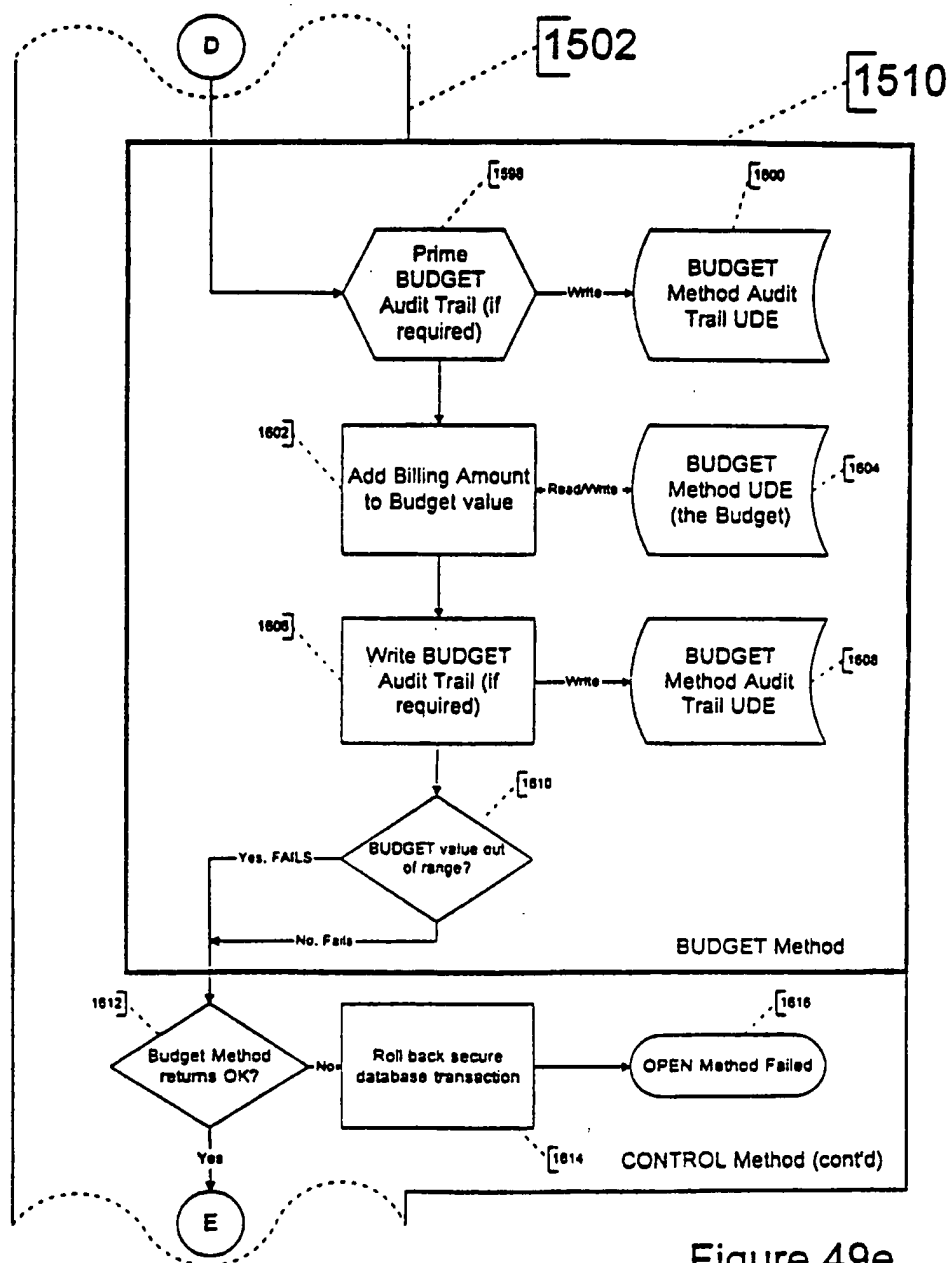 D
1502
1510
1598
1600
Prime
BUDGET
Audit Trail (if
required)
Write
BUDGET
Method Audit
Trail UDE
1602
Add Billing Amount
to Budget value
Read/Write
BUDGET
Method UDE
(the Budget)
1604
1606
Write BUDGET
Audit Trail (if
required)
Write
BUDGET
Method Audit
Trail UDE
1608
1610
BUDGET value out
of range?
Yes, FAILS
No, Fails
BUDGET Method
1612
Budget Method
returns OK?
No
Roll back secure
database transaction
1616
OPEN Method Failed
Yes
1614
CONTROL Method (cont'd)
E
Figure 49e